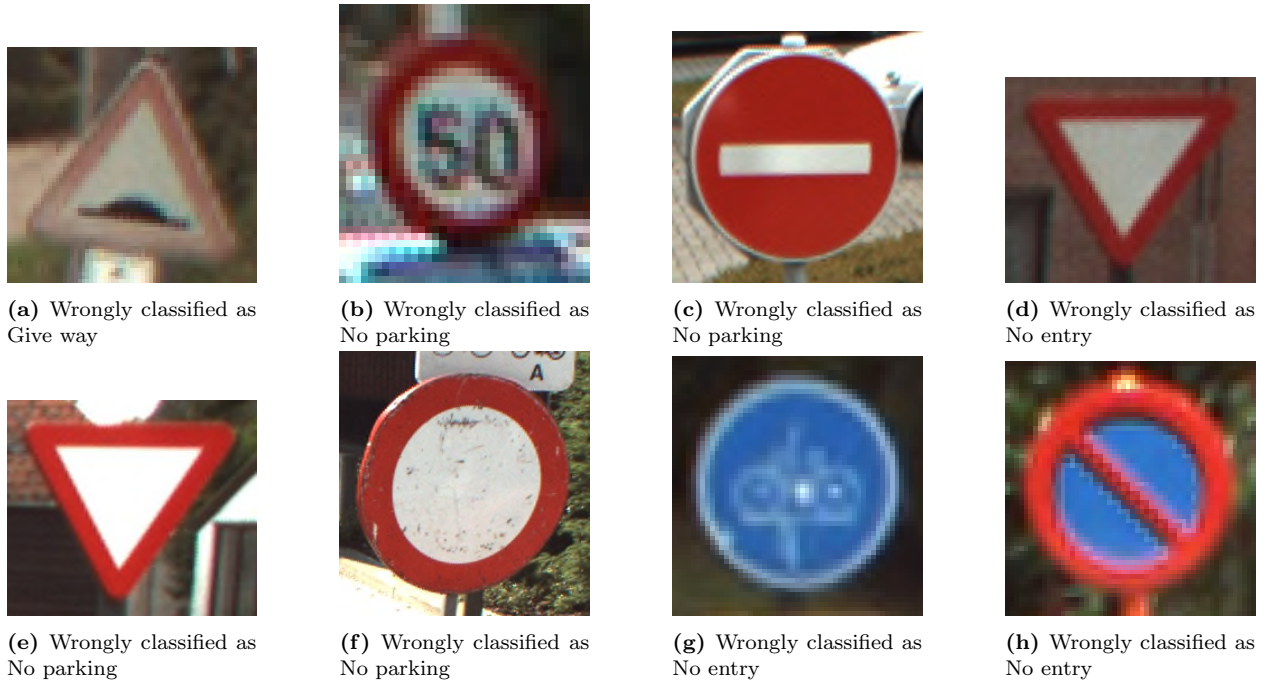 50
(a) Wrongly classified as
Give way
(b) Wrongly classified as
No parking
(c) Wrongly classified as
No parking
(d) Wrongly classified as
No entry
A
(e) Wrongly classified as
No parking
(f) Wrongly classified as
No parking
(g) Wrongly classified as
No entry
(h) Wrongly classified as
No entry